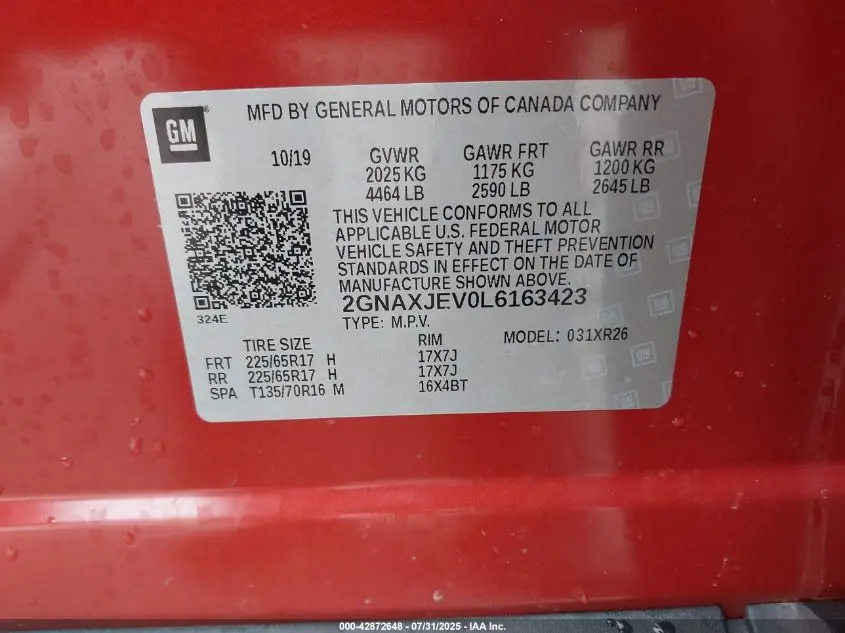 MFD BY GENERAL MOTORS OF CANADA COMPANY
GM
10/19 GVWR GAWR FRT GAWR RR
2025 KG 1175 KG 1200 KG
4464 LB 2590 LB 2645 LB
THIS VEHICLE CONFORMS TO ALL
APPLICABLE U.S. FEDERAL MOTOR
VEHICLE SAFETY AND THEFT PREVENTION
STANDARDS IN EFFECT ON THE DATE OF
MANUFACTURE SHOWN ABOVE.
2GNAXJEV0L6163423
324E
TYPE: M.P.V. MODEL: 031XR26
TIRE SIZE RIM
FRT 225/65R17 H 17X7J
RR 225/65R17 H 17X7J
SPA T135/70R16 M 16X4BT
000-42872648 - 07/31/2025 - IAA Inc.